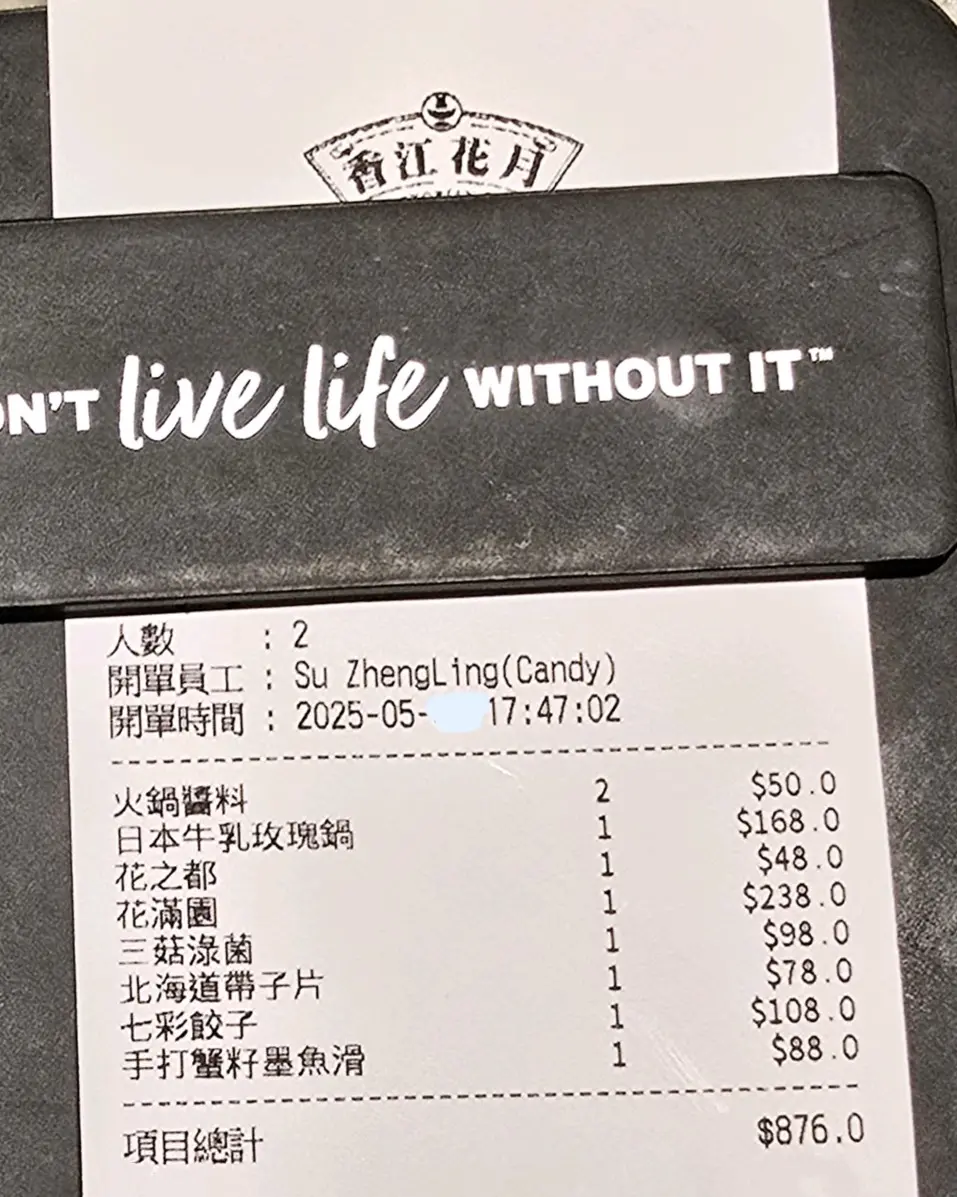 香江花月
ON'T live life WITHOUT IT™
人數 : 2
開單員工 : Su ZhengLing(Candy)
開單時間 : 2025-05- 17:47:02
火鍋醬料 2 $50.0
日本牛乳玫瑰鍋 1 $168.0
花之都 1 $48.0
花滿園 1 $238.0
三菇淥菌 1 $98.0
北海道帶子片 1 $78.0
七彩餃子 1 $108.0
手打蟹籽墨魚滑 1 $88.0
項目總計 $876.0